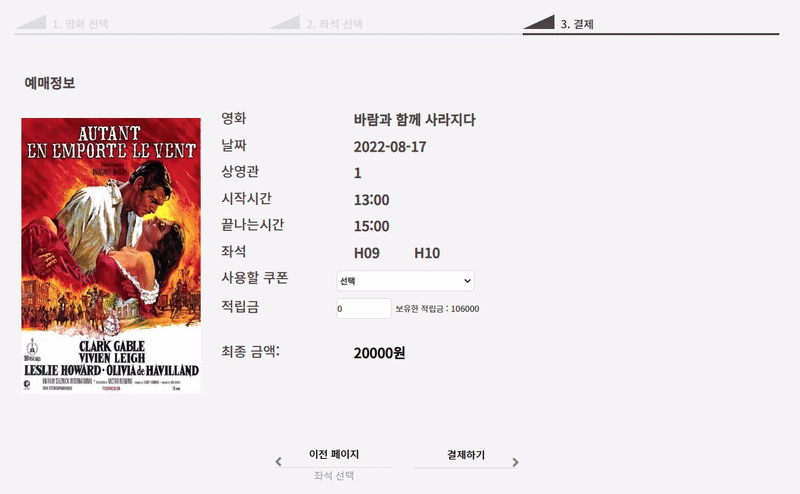 1. 영화 선택
2. 좌석 선택
3. 결제
예매정보
AUTANT
EN EMPORTE LE VENT
CLARK GABLE
VIVIEN LEIGH
LESLIE HOWARD · OLIVIA de HAVILLAND
영화 바람과 함께 사라지다
날짜 2022-08-17
상영관 1
시작시간 13:00
끝나는시간 15:00
좌석 H09 H10
사용할 쿠폰 선택
적립금 0 보유한 적립금 : 106000
최종 금액: 20000원
이전 페이지
좌석 선택
결제하기